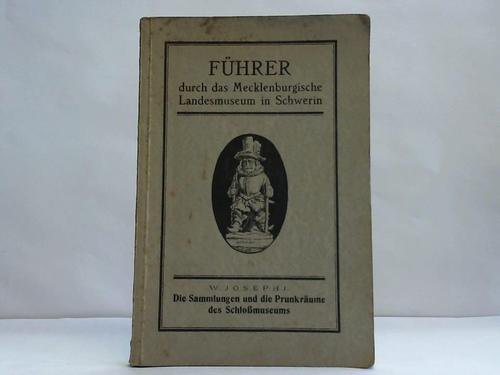 FÜHRER
durch das Mecklenburgische
Landesmuseum in Schwerin
W. JOSEPHI.
Die Sammlungen und die Prunkräume
des Schloßmuseums